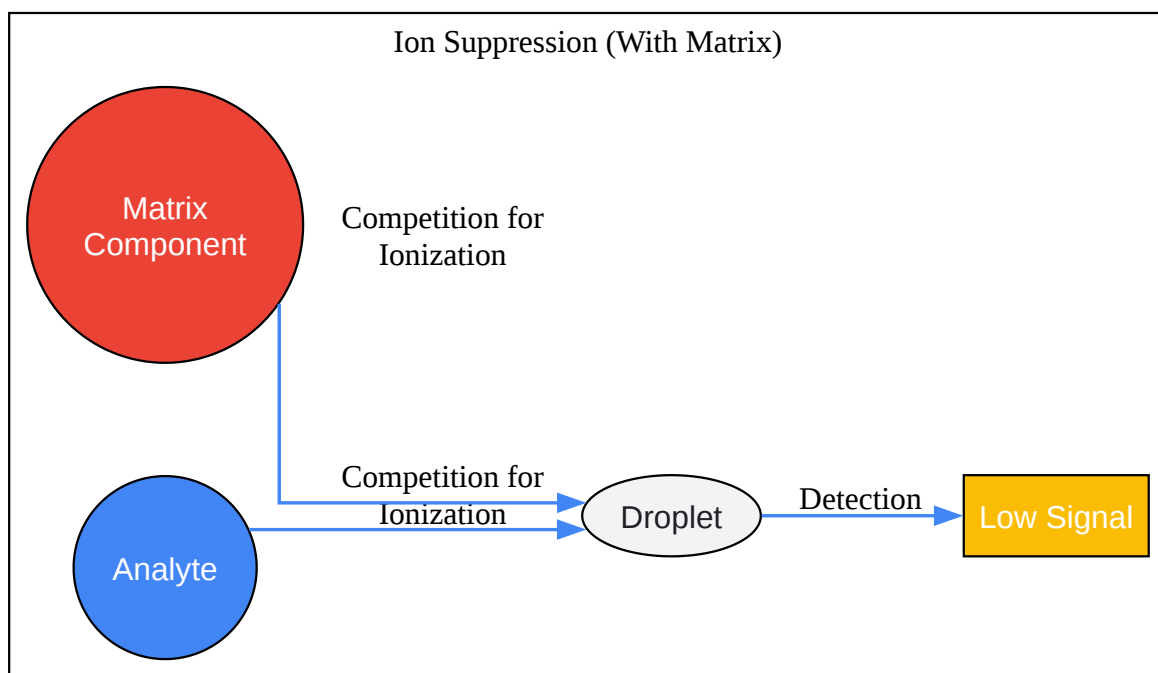 Ion Suppression (With Matrix)
Matrix
Component
Competition for
Ionization
Competition for
Ionization
Analyte
Droplet
Detection
Low Signal